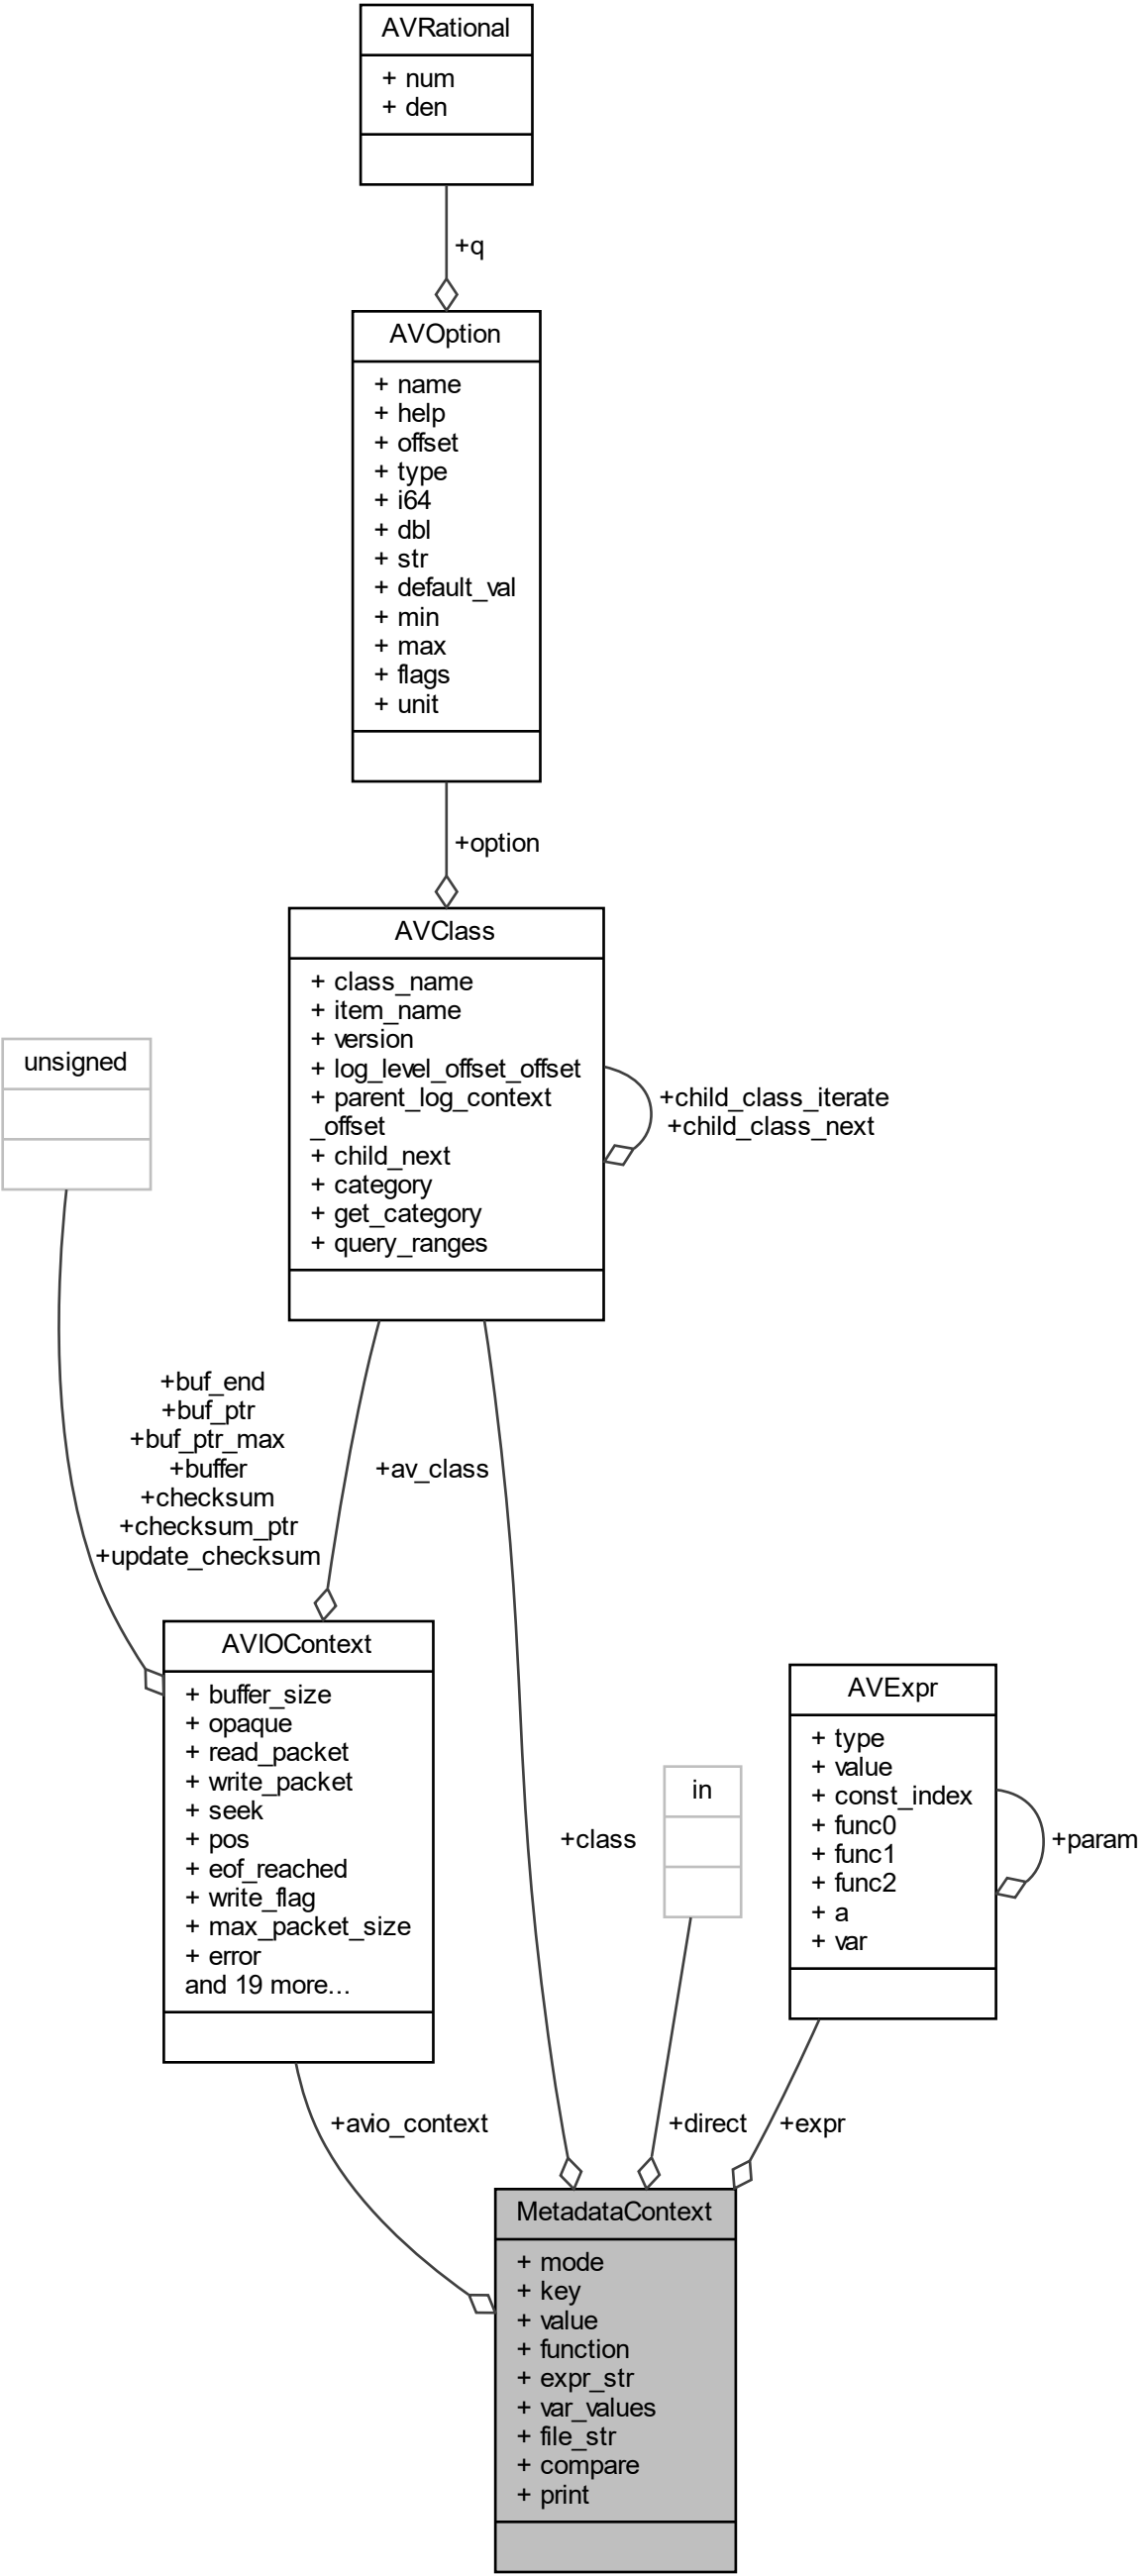 AVRational
+ num
+ den
+q
AVOption
+ name
+ help
+ offset
+ type
+ i64
+ dbl
+ str
+ default_val
+ min
+ max
+ flags
+ unit
+option
AVClass
+ class_name
+ item_name
+ version
+ log_level_offset_offset
+ parent_log_context
_offset
+ child_next
+ category
+ get_category
+ query_ranges
+child_class_iterate
+child_class_next
unsigned
+buf_end
+buf_ptr
+buf_ptr_max
+buffer
+checksum
+checksum_ptr
+update_checksum
+av_class
AVIOContext
+ buffer_size
+ opaque
+ read_packet
+ write_packet
+ seek
+ pos
+ eof_reached
+ write_flag
+ max_packet_size
+ error
and 19 more...
+class
in
AVExpr
+ type
+ value
+ const_index
+ func0
+ func1
+ func2
+ a
+ var
+param
+avio_context
+direct
+expr
MetadataContext
+ mode
+ key
+ value
+ function
+ expr_str
+ var_values
+ file_str
+ compare
+ print